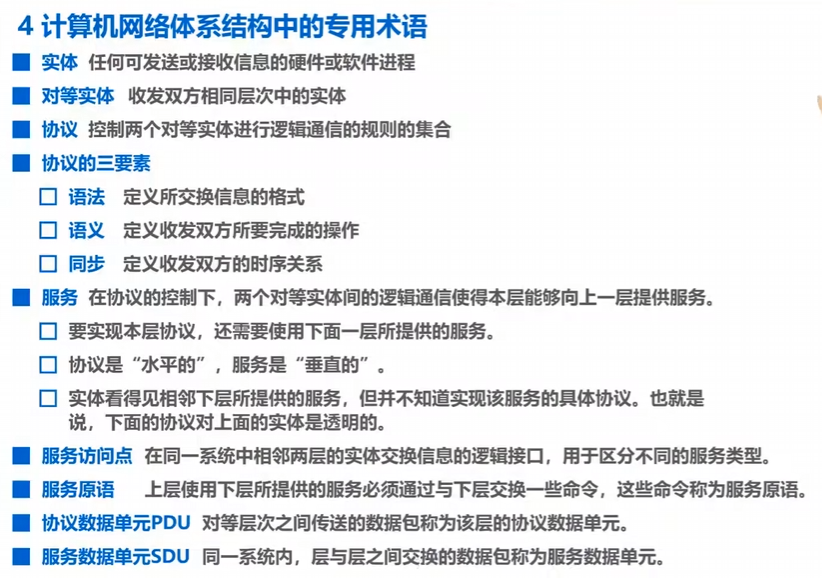 4 计算机网络体系结构中的专用术语
实体 任何可发送或接收信息的硬件或软件进程
对等实体 收发双方相同层次中的实体
协议 控制两个对等实体进行逻辑通信的规则的集合
协议的三要素
语法 定义所交换信息的格式
语义 定义收发双方所要完成的操作
同步 定义收发双方的时序关系
服务 在协议的控制下，两个对等实体间的逻辑通信使得本层能够向上一层提供服务。
要实现本层协议，还需要使用下面一层所提供的服务。
协议是“水平的”，服务是“垂直的”。
实体看得见相邻下层所提供的服务，但并不知道实现该服务的具体协议。也就是
说，下面的协议对上面的实体是透明的。
服务访问点 在同一系统中相邻两层的实体交换信息的逻辑接口，用于区分不同的服务类型。
服务原语 上层使用下层所提供的服务必须通过与下层交换一些命令，这些命令称为服务原语。
协议数据单元PDU 对等层次之间传送的数据包称为该层的协议数据单元。
服务数据单元SDU 同一系统内，层与层之间交换的数据包称为服务数据单元。